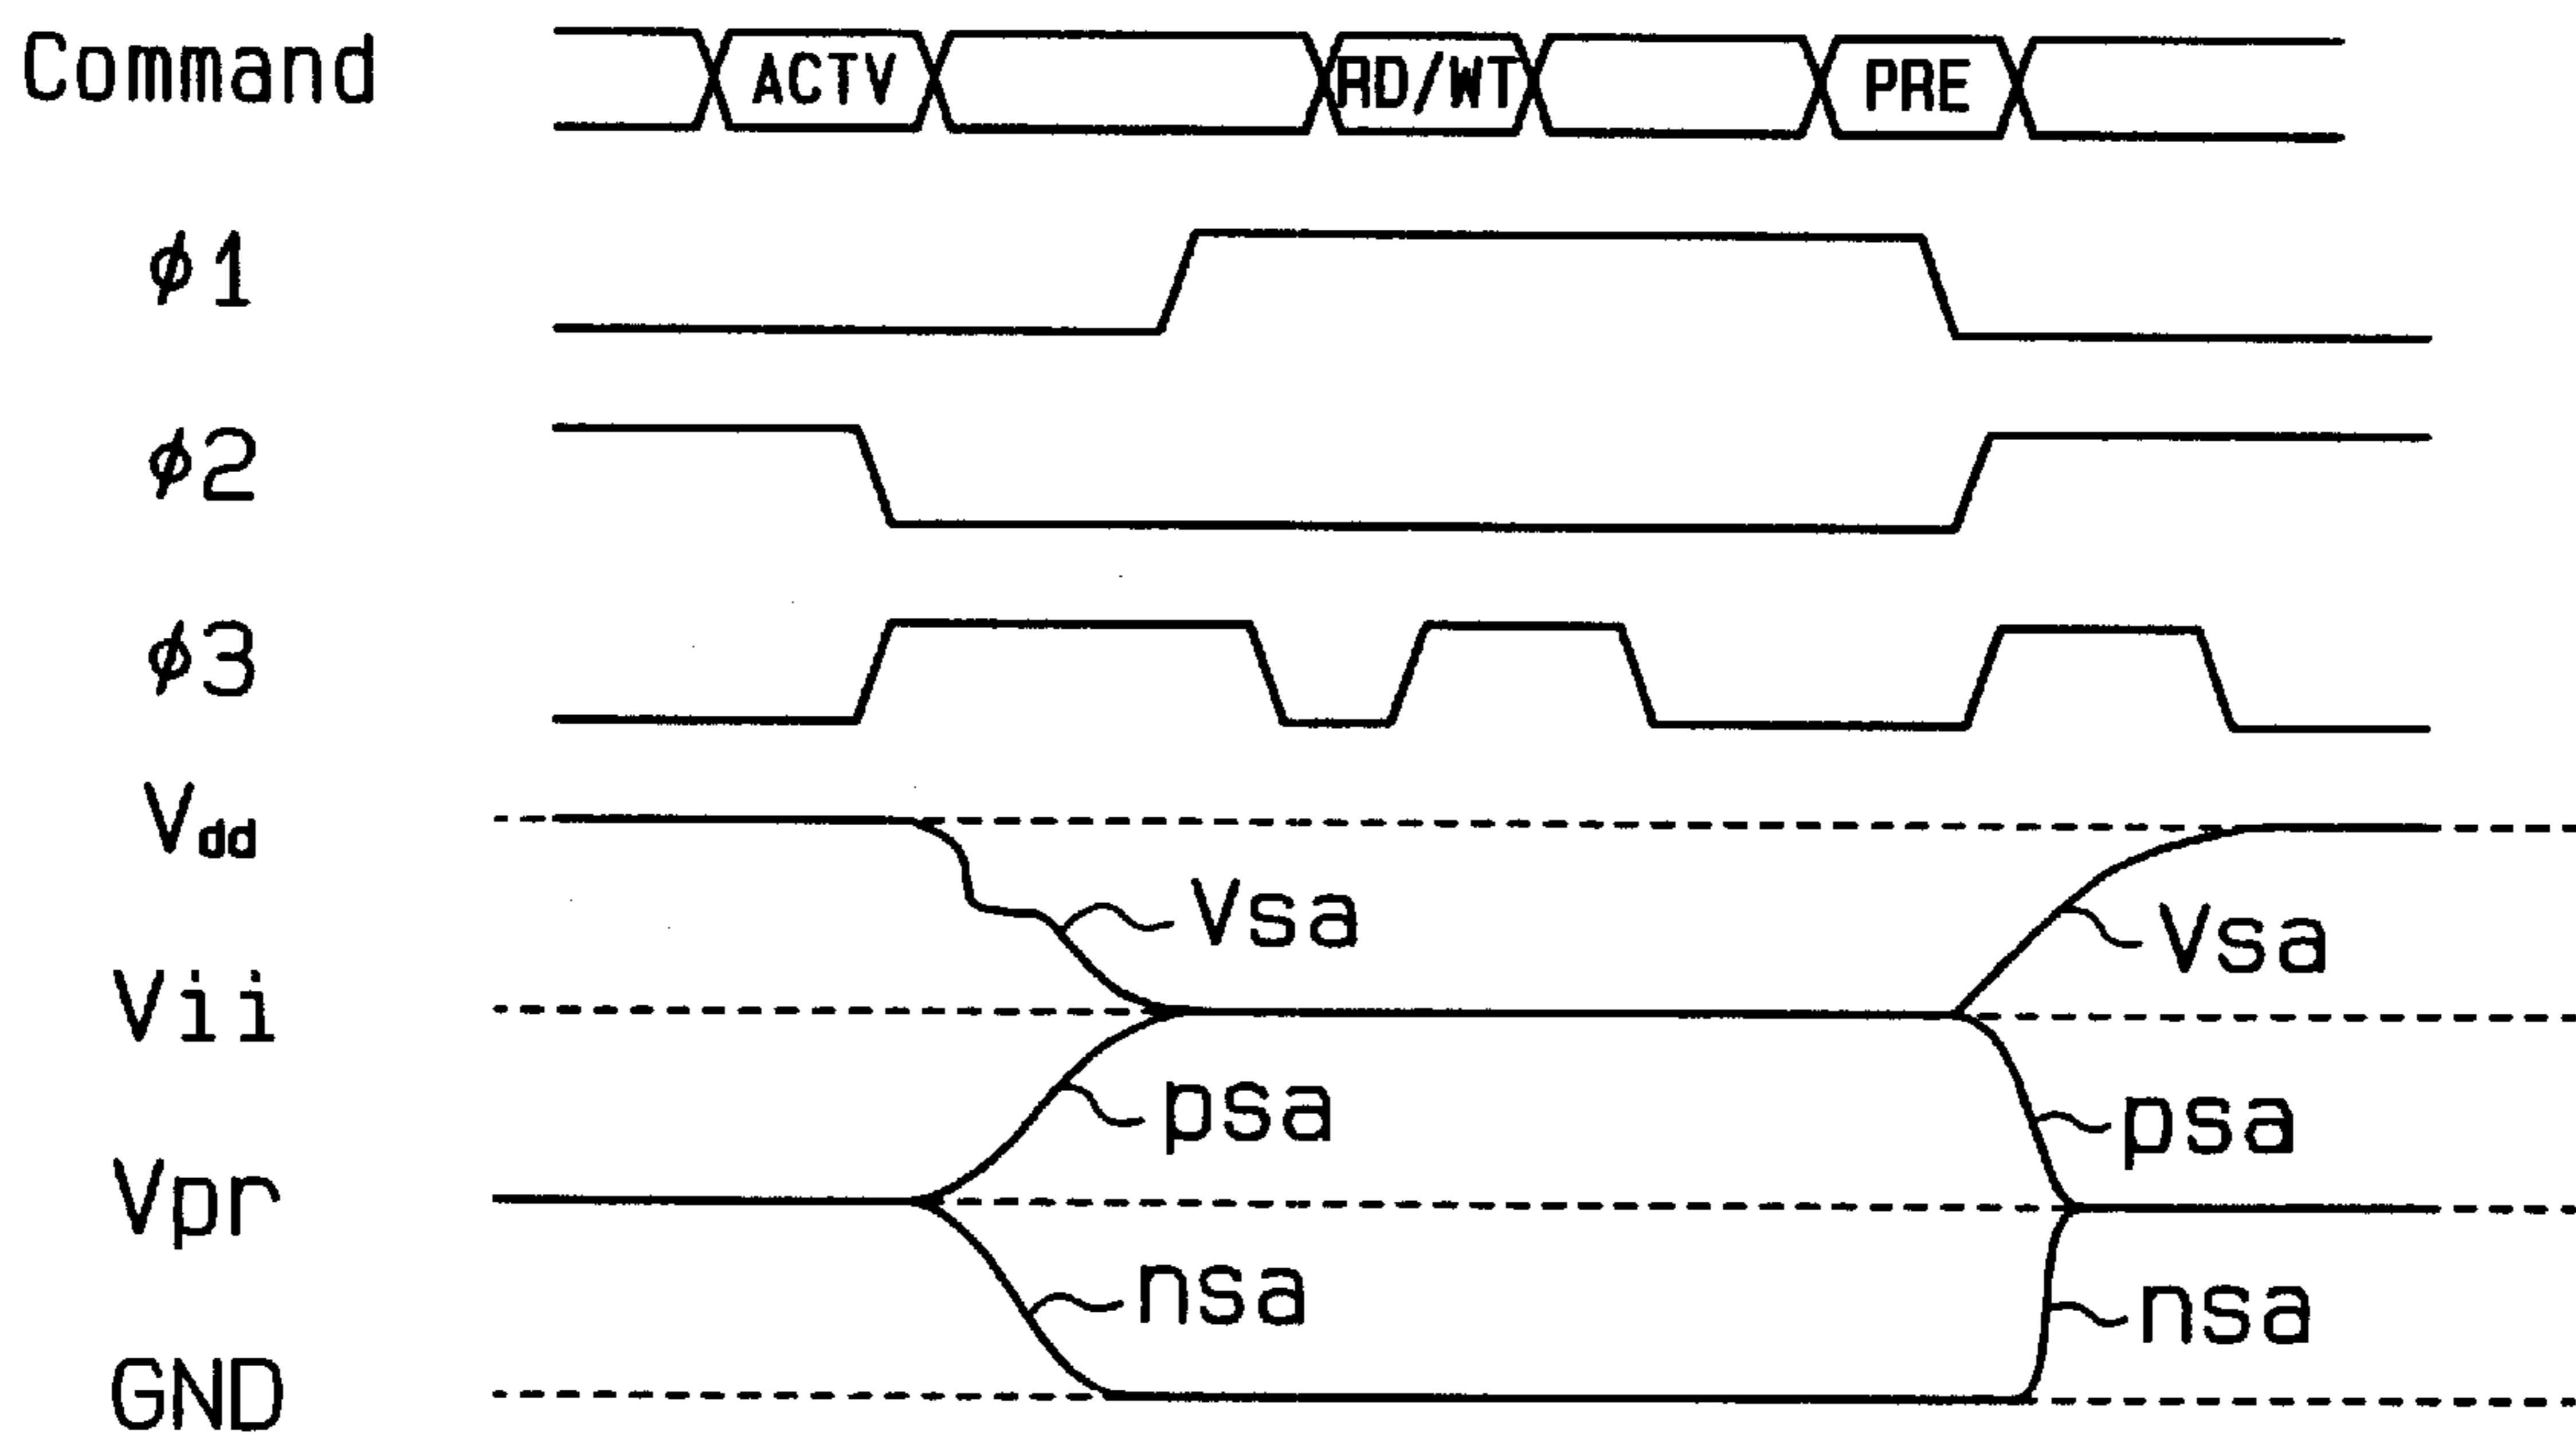 Command ACTV RD/WT PRE
φ1
φ2
φ3
Vdd
Vsa Vsa
Vii
psa psa
Vpr
nsa nsa
GND